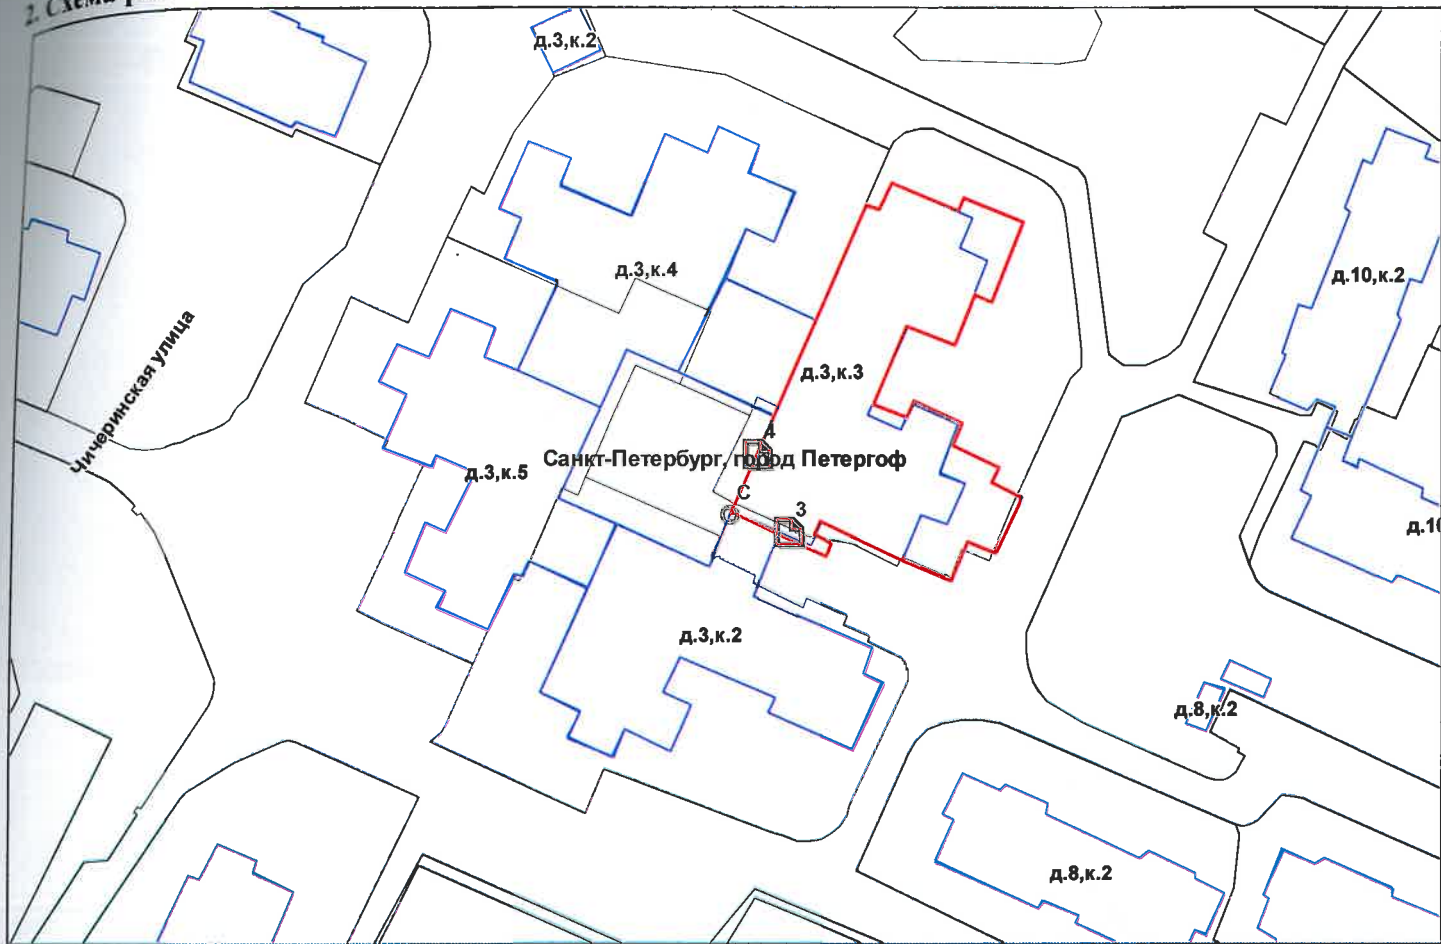 2. Схема
д.3,к.2
д.3,к.4
д.10,к.2
Чичеринская улица
д.3,к.3
4
Санкт-Петербург, город Петергоф
д.3,к.5
С
3
д.3,к.2
д.8,к.2
д.8,к.2